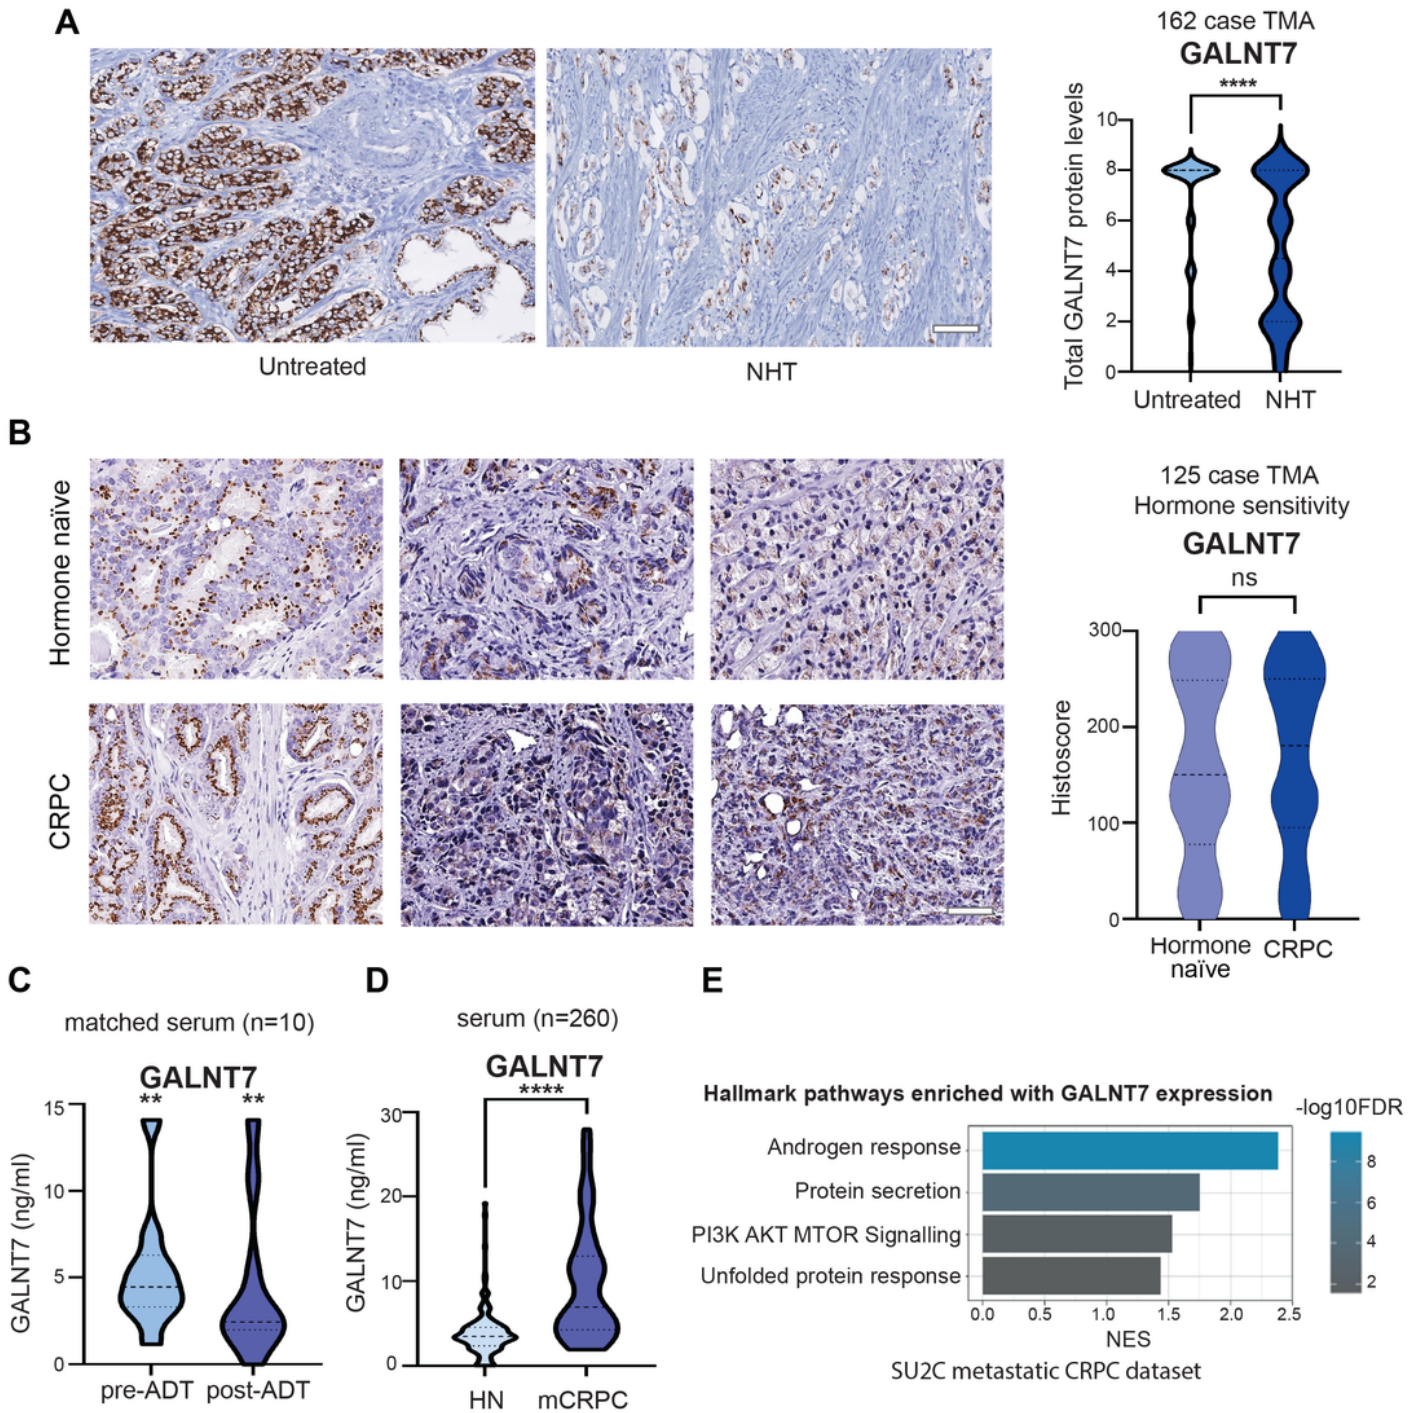 A
162 case TMA
GALNT7
****
Total GALNT7 protein levels
10
8
6
4
2
0
Untreated
NHT
Untreated
NHT
B
Hormone naïve
CRPC
125 case TMA
Hormone sensitivity
GALNT7
ns
Histoscore
300
200
100
0
Hormone
naïve
CRPC
C
matched serum (n=10)
GALNT7
**
**
GALNT7 (ng/ml)
15
10
5
0
pre-ADT
post-ADT
D
serum (n=260)
GALNT7
****
GALNT7 (ng/ml)
30
20
10
0
HN
mCRPC
E
Hallmark pathways enriched with GALNT7 expression
-log10FDR
Androgen response
Protein secretion
PI3K AKT MTOR Signalling
Unfolded protein response
8
6
4
2
0.0
0.5
1.0
1.5
2.0
2.5
NES
SU2C metastatic CRPC dataset